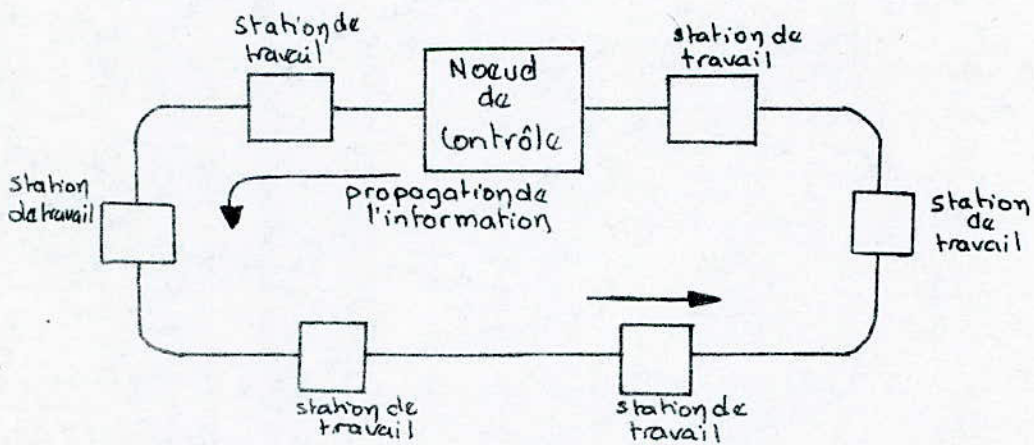 station de
travail
Noeud
de
Contrôle
station de
travail
station
de travail
propagation de
l'information
station
de
travail
station de
travail
station de
travail